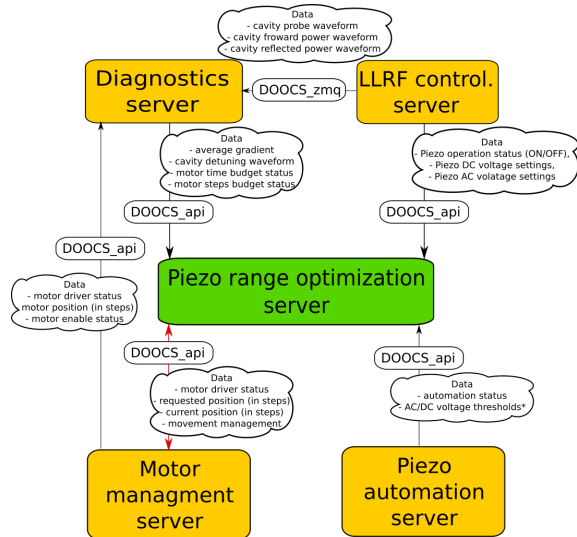 Data
- cavity probe waveform
- cavity froward power waveform
- cavity reflected power waveform
Diagnostics
server
DOOCS_zmq
LLRF control.
server
Data
- average gradient
- cavity detuning waveform
- motor time budget status
- motor steps budget status
Data
- Piezo operation status (ON/OFF),
- Piezo DC voltage settings,
- Piezo AC volatage settings
DOOCS_api
DOOCS_api
DOOCS_api
Data
- motor driver status
motor position (in steps)
- motor enable status
Piezo range optimization
server
DOOCS_api
DOOCS_api
Data
- motor driver status
- requested position (in steps)
- current position (in steps)
- movement management
Data
- automation status
- AC/DC voltage thresholds*
Motor
managment
server
Piezo
automation
server